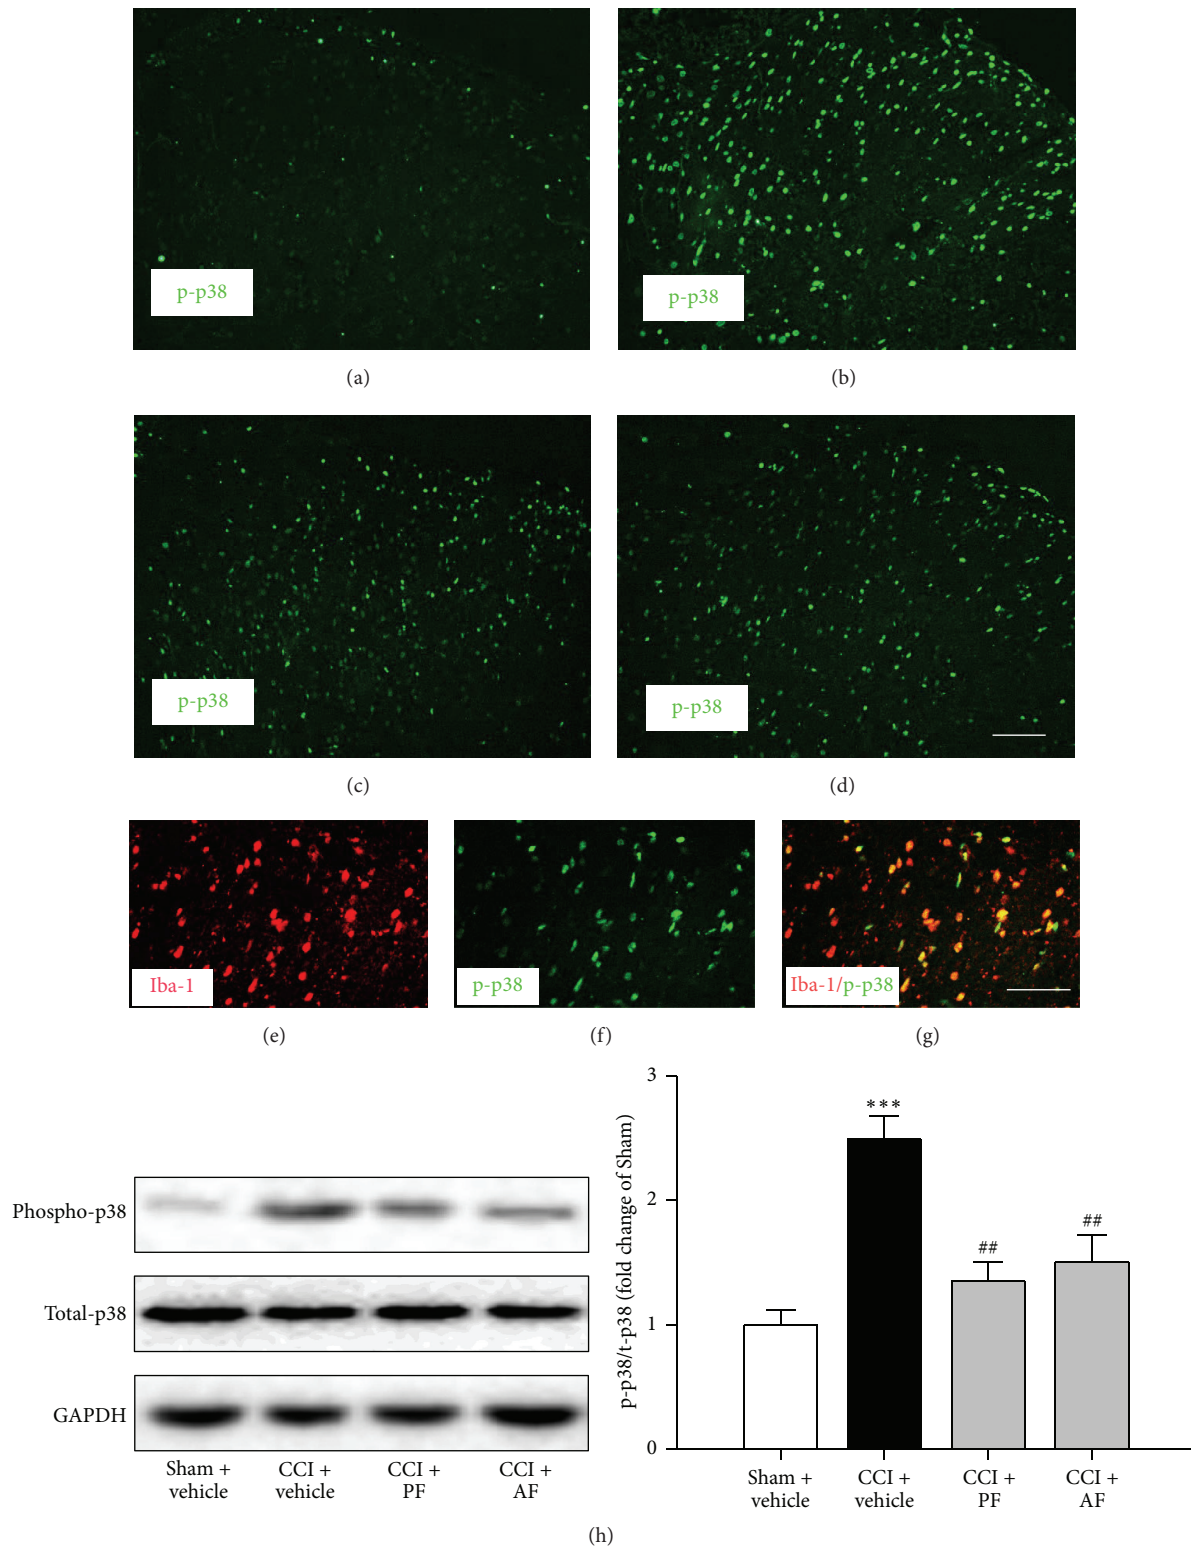 p-p38
p-p38
(a)
(b)
p-p38
p-p38
(c)
(d)
Iba-1
p-p38
Iba-1/p-p38
(e)
(f)
(g)
Phospho-p38
Total-p38
GAPDH
Sham +
vehicle
CCI +
vehicle
CCI +
PF
CCI +
AF
p-p38/t-p38 (fold change of Sham)
3
2
1
0
***
##
##
Sham +
vehicle
CCI +
vehicle
CCI +
PF
CCI +
AF
(h)